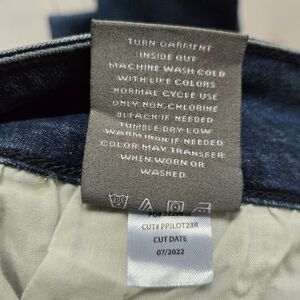 TURN GARMENT
INSIDE OUT
MACHINE WASH COLD
WITH LIKE COLORS
NORMAL CYCLE USE
ONLY NON-CHLORINE
BLEACH IF NEEDED
TUMBLE DRY LOW
WARM IRON IF NEEDED
COLOR MAY TRANSFER
WHEN WORN OR
WASHED
CUT# PPJLOT238
CUT DATE
07/2022